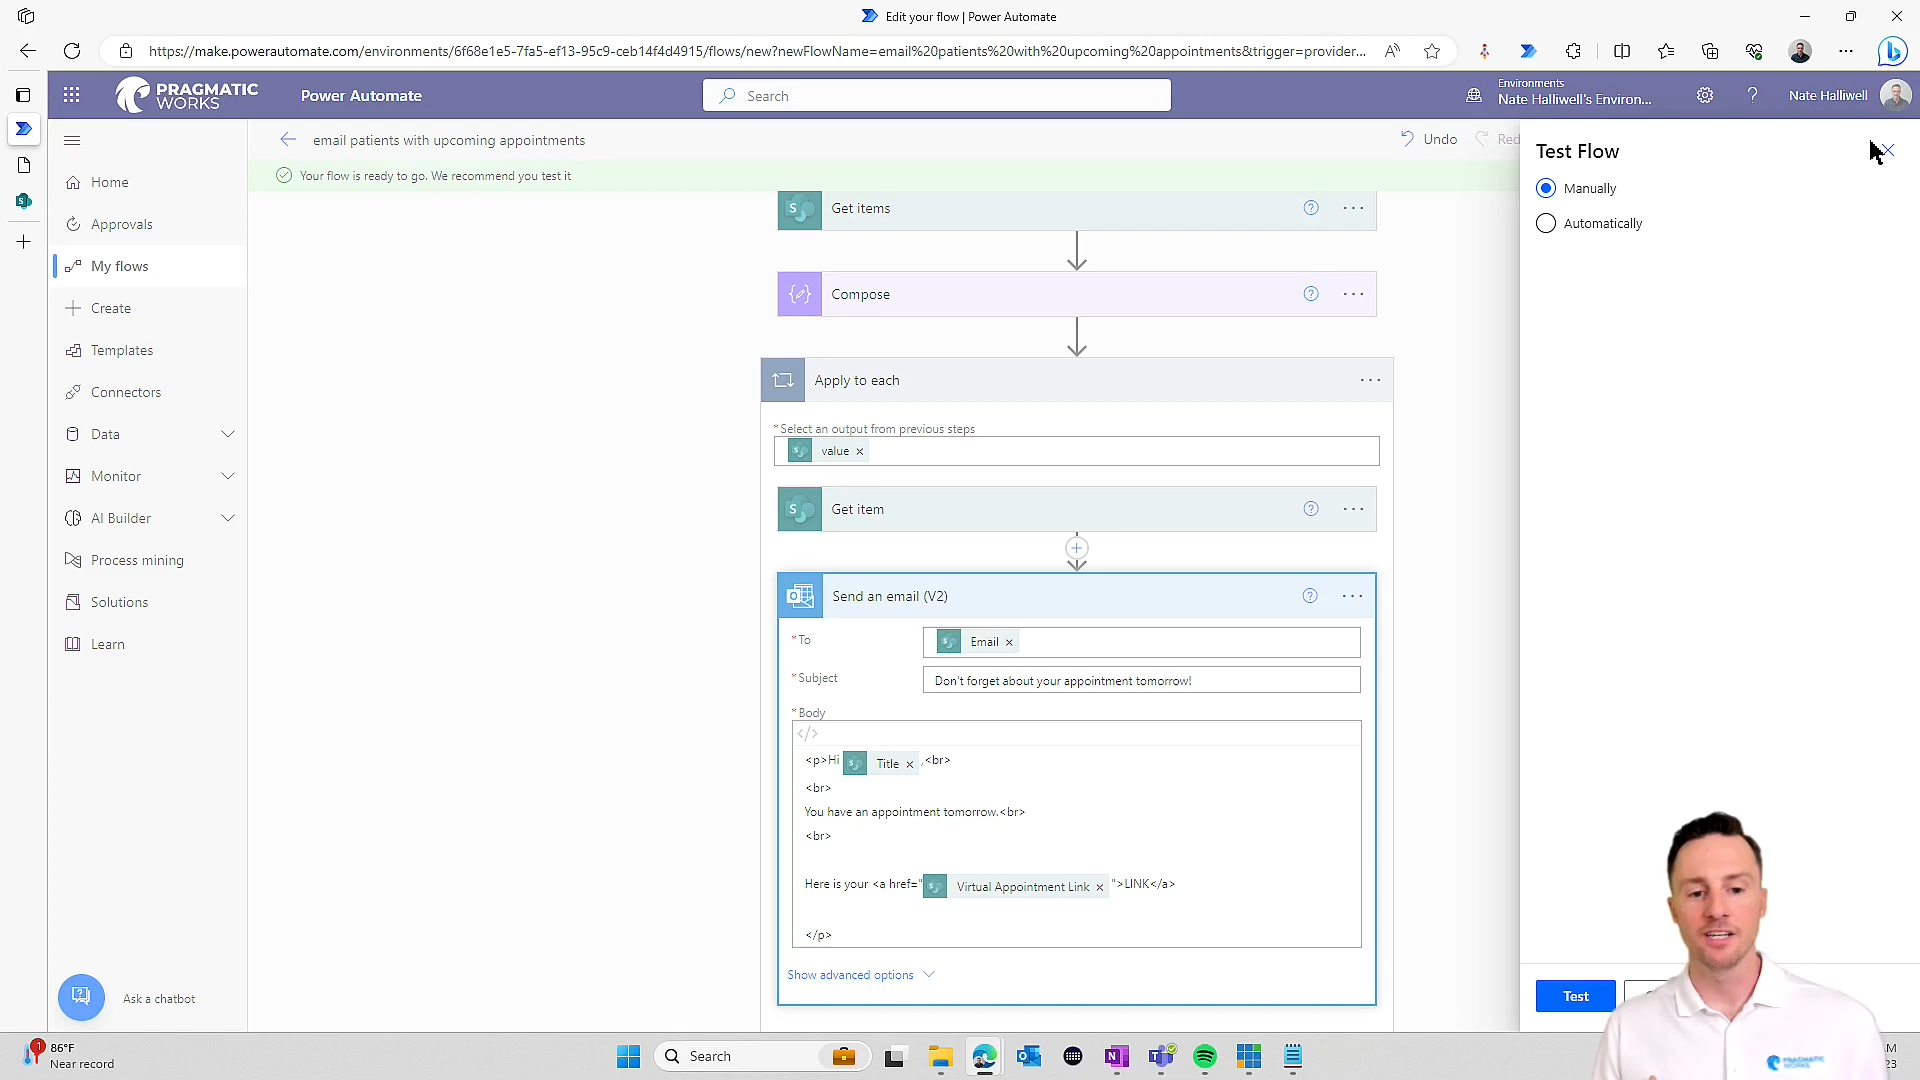 Edit your flow | Power Automate
https://make.powerautomate.com/environments/6f68e1e5-7fa5-ef13-95c9-ceb14f4d4915/flows/new?newFlowName=email%20patients%20with%20upcoming%20appointments&trigger=provider...
PRAGMATIC WORKS
Power Automate
Search
Environments
Nate Halliwell's Environ...
Nate Halliwell
email patients with upcoming appointments
Undo
Red
Your flow is ready to go. We recommend you test it
Home
Approvals
My flows
Create
Templates
Connectors
Data
Monitor
AI Builder
Process mining
Solutions
Learn
Ask a chatbot
Get items
Compose
Apply to each
*Select an output from previous steps
value ×
Get item
Send an email (V2)
*To
Email ×
*Subject
Don't forget about your appointment tomorrow!
*Body
</>
<p>Hi Title × ,<br>
<br>
You have an appointment tomorrow.<br>
<br>
Here is your <a href=" Virtual Appointment Link × ">LINK</a>
</p>
Show advanced options
Test Flow
Manually
Automatically
Test
PRAGMATIC WORKS
1
86°F
Near record
Search
M
23